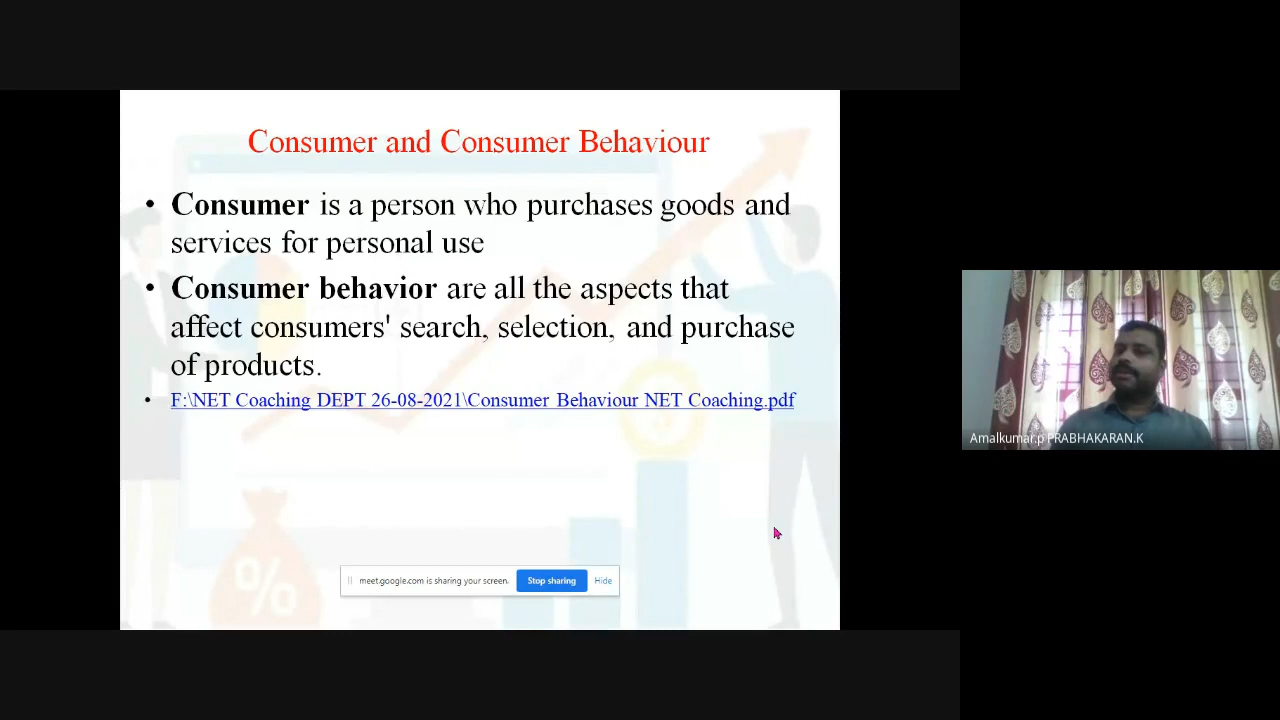 Consumer and Consumer Behaviour
• Consumer is a person who purchases goods and
services for personal use
• Consumer behavior are all the aspects that
affect consumers' search, selection, and purchase
of products.
• F:\NET Coaching DEPT 26-08-2021\Consumer Behaviour NET Coaching.pdf
%
meet.google.com is sharing your screen.
Stop sharing
Hide
Amalkumar.p PRABHAKARAN.K